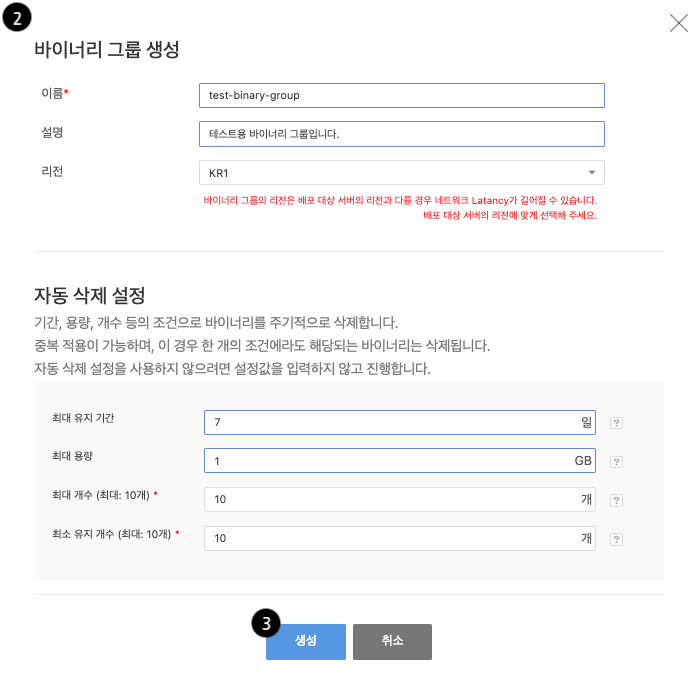 2
바이너리 그룹 생성
이름*
test-binary-group
설명
테스트용 바이너리 그룹입니다.
리전
KR1
바이너리 그룹의 리전은 배포 대상 서버의 리전과 다를 경우 네트워크 Latancy가 길어질 수 있습니다.
배포 대상 서버의 리전에 맞게 선택해 주세요.
자동 삭제 설정
기간, 용량, 개수 등의 조건으로 바이너리를 주기적으로 삭제합니다.
중복 적용이 가능하며, 이 경우 한 개의 조건에라도 해당되는 바이너리는 삭제됩니다.
자동 삭제 설정을 사용하지 않으려면 설정값을 입력하지 않고 진행합니다.
최대 유지 기간
7 일 ?
최대 용량
1 GB ?
최대 개수 (최대: 10개) *
10 개 ?
최소 유지 개수 (최대: 10개) *
10 개 ?
3
생성 취소